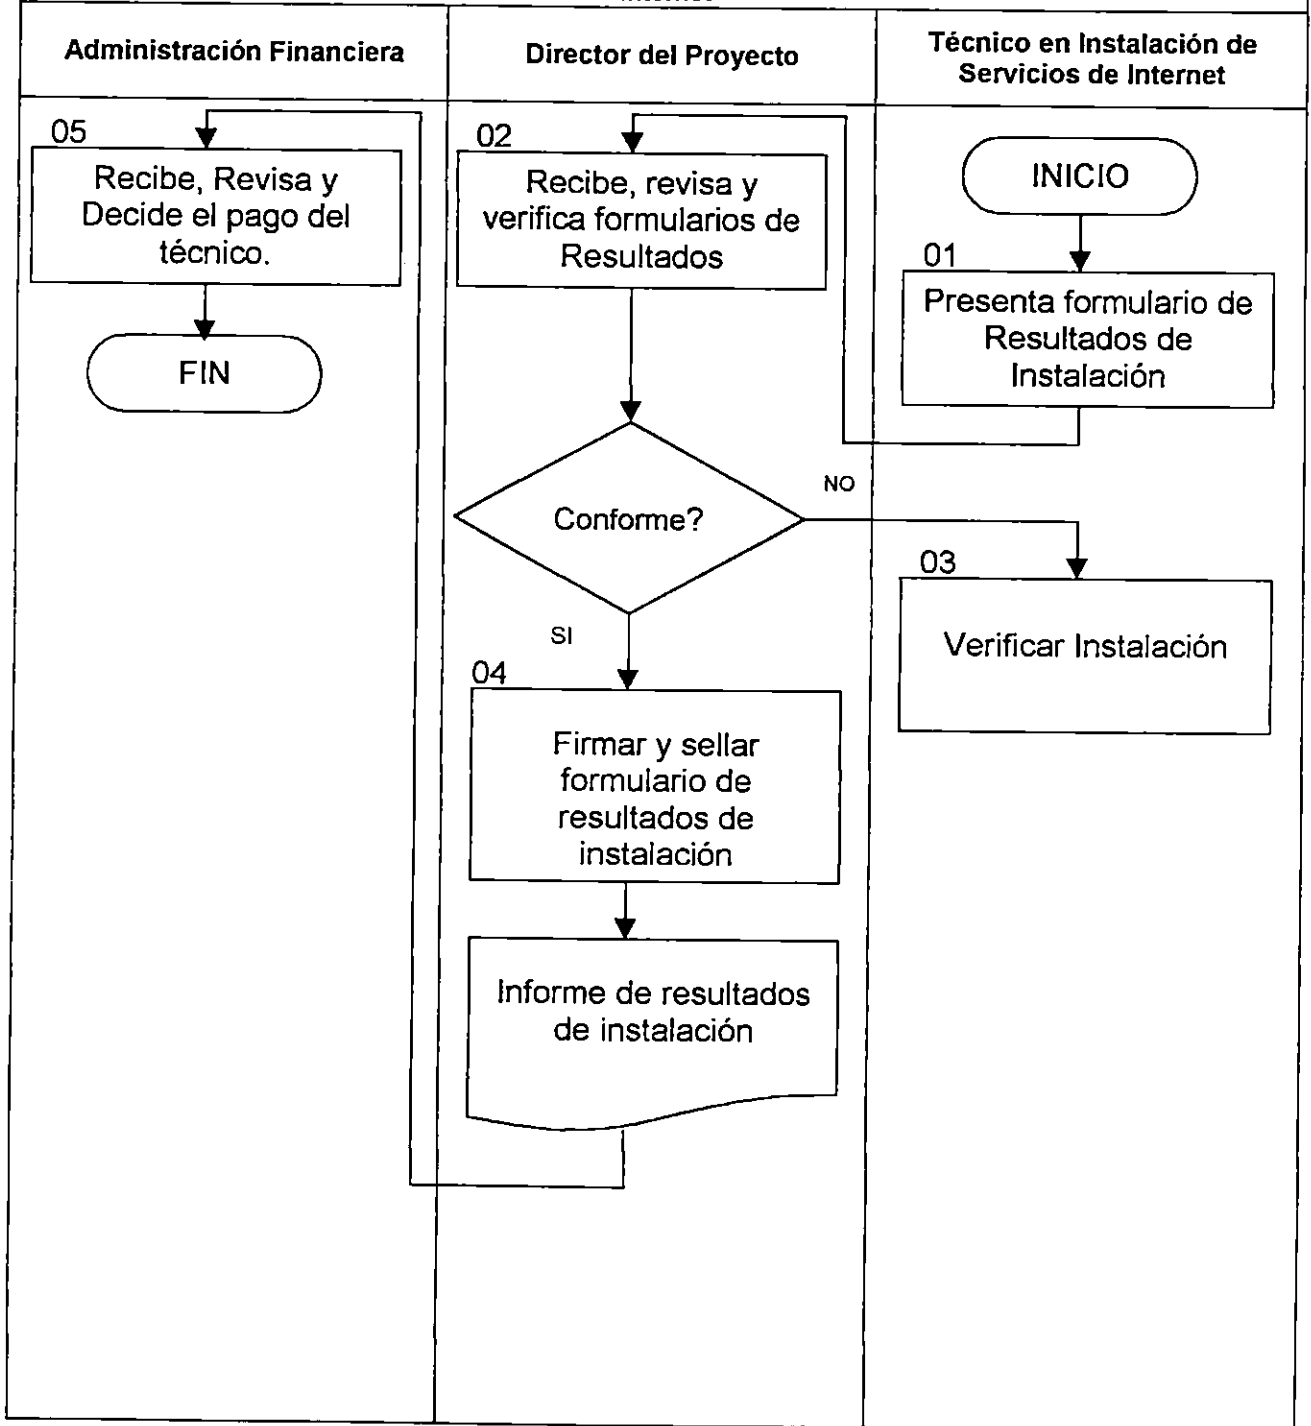 Administración Financiera
Director del Proyecto
Técnico en Instalación de
Servicios de Internet
05
Recibe, Revisa y
Decide el pago del
técnico.
FIN
02
Recibe, revisa y
verifica formularios de
Resultados
Conforme?
NO
SI
04
Firmar y sellar
formulario de
resultados de
instalación
Informe de resultados
de instalación
INICIO
01
Presenta formulario de
Resultados de
Instalación
03
Verificar Instalación